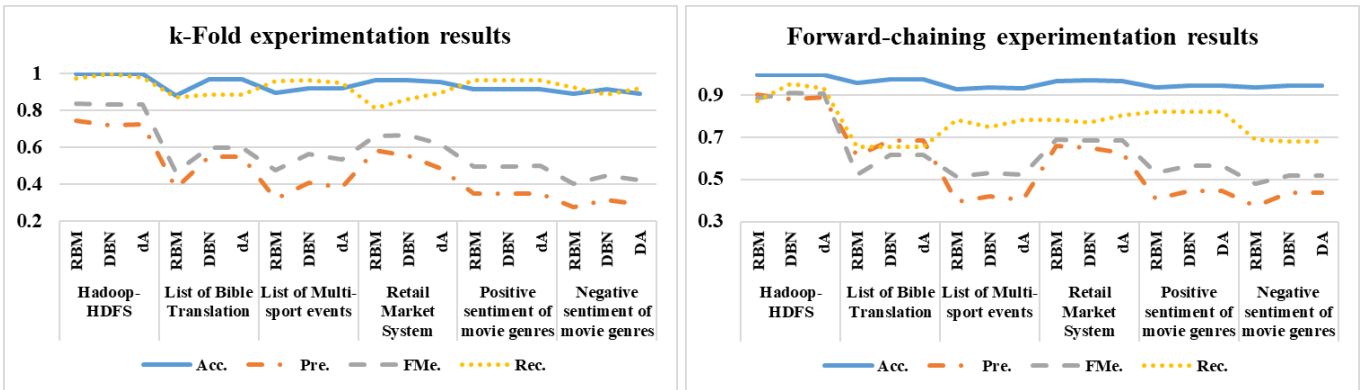 k-Fold experimentation results
1
0.8
0.6
0.4
0.2
RBM DBN dA RBM DBN dA RBM DBN dA RBM DBN dA RBM DBN dA RBM DBN DA
Hadoop-HDFS
List of Bible Translation
List of Multi-sport events
Retail Market System
Positive sentiment of movie genres
Negative sentiment of movie genres
Acc. Pre. FMe. Rec.
Forward-chaining experimentation results
0.9
0.7
0.5
0.3
RBM DBN dA RBM DBN dA RBM DBN dA RBM DBN dA RBM DBN DA RBM DBN DA
Hadoop-HDFS
List of Bible Translation
List of Multi-sport events
Retail Market System
Positive sentiment of movie genres
Negative sentiment of movie genres
Acc. Pre. FMe. Rec.